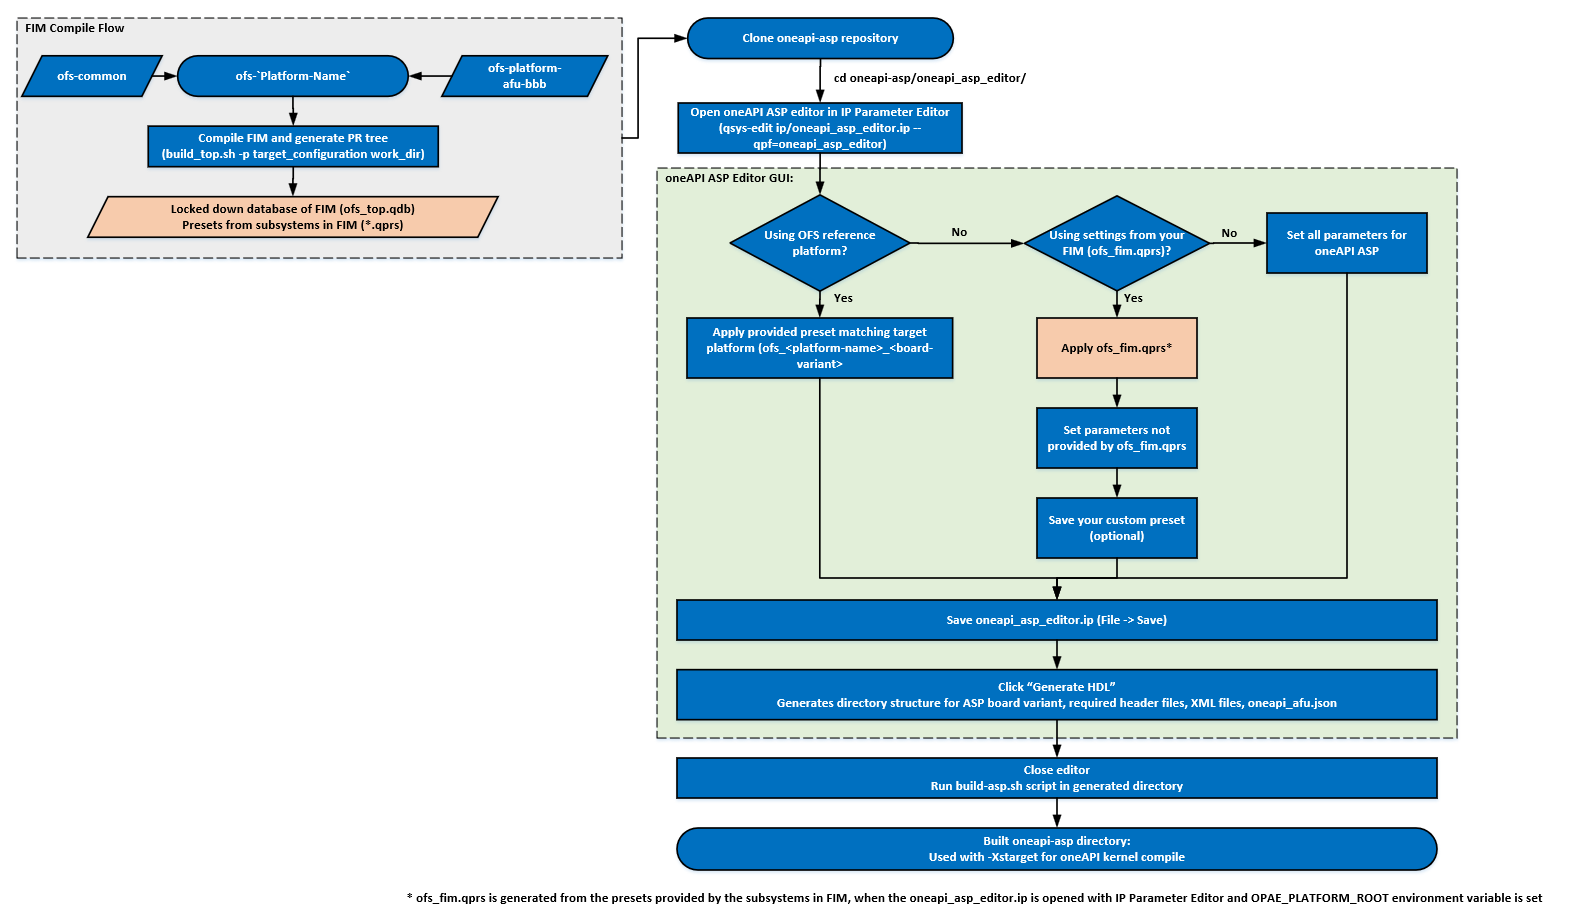 FIM Compile Flow
ofs-common
ofs-`Platform-Name`
ofs-platform-
afu-bbb
Compile FIM and generate PR tree
(build_top.sh -p target_configuration work_dir)
Locked down database of FIM (ofs_top.qdb)
Presets from subsystems in FIM (*.qprs)
Clone oneapi-asp repository
cd oneapi-asp/oneapi_asp_editor/
Open oneAPI ASP editor in IP Parameter Editor
(qsys-edit ip/oneapi_asp_editor.ip --
qpf=oneapi_asp_editor)
oneAPI ASP Editor GUI:
Using OFS reference
platform?
No
Using settings from your
FIM (ofs_fim.qprs)?
No
Set all parameters for
oneAPI ASP
Yes
Yes
Apply provided preset matching target
platform (ofs_<platform-name>_<board-
variant>
Apply ofs_fim.qprs*
Set parameters not
provided by ofs_fim.qprs
Save your custom preset
(optional)
Save oneapi_asp_editor.ip (File -> Save)
Click “Generate HDL”
Generates directory structure for ASP board variant, required header files, XML files, oneapi_afu.json
Close editor
Run build-asp.sh script in generated directory
Built oneapi-asp directory:
Used with -Xstarget for oneAPI kernel compile
* ofs_fim.qprs is generated from the presets provided by the subsystems in FIM, when the oneapi_asp_editor.ip is opened with IP Parameter Editor and OPAE_PLATFORM_ROOT environment variable is set